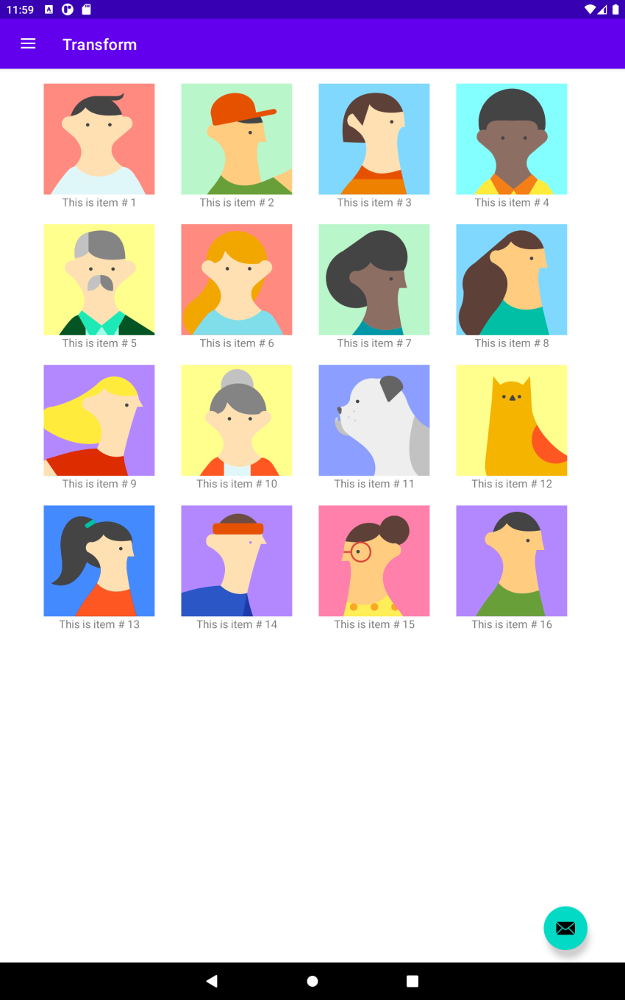 11:59
Transform
This is item # 1
This is item # 2
This is item # 3
This is item # 4
This is item # 5
This is item # 6
This is item # 7
This is item # 8
This is item # 9
This is item # 10
This is item # 11
This is item # 12
This is item # 13
This is item # 14
This is item # 15
This is item # 16